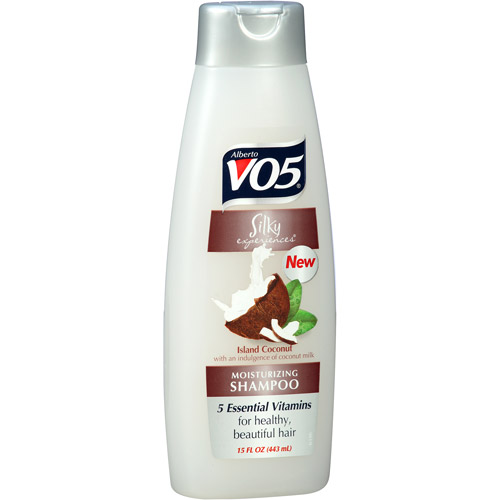 Alberto
VO5®
Silky
experiences®
New
Island Coconut
with an indulgence of coconut milk
MOISTURIZING
SHAMPOO
5 Essential Vitamins
for healthy,
beautiful hair
15 FL OZ (443 mL)